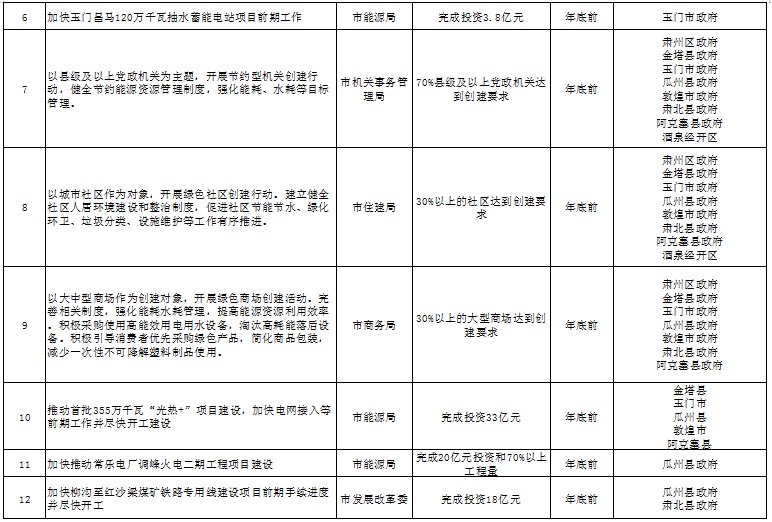 6 加快玉门昌马120万千瓦抽水蓄能电站项目前期工作 市能源局 完成投资3.8亿元 年底前 玉门市政府
7
以县级及以上党政机关为主题，开展节约型机关创建行
动，健全节约能源资源管理制度，强化能耗、水耗等目标
管理。
市机关事务管
理局
70%县级及以上党政机关达
到创建要求
年底前
肃州区政府
金塔县政府
玉门市政府
瓜州县政府
敦煌市政府
肃北县政府
阿克塞县政府
酒泉经开区
8
以城市社区作为对象，开展绿色社区创建行动。建立健全
社区人居环境建设和整治制度，促进社区节能节水、绿化
环卫、垃圾分类、设施维护等工作有序推进。
市住建局
30%以上的社区达到创建要
求
年底前
肃州区政府
金塔县政府
玉门市政府
瓜州县政府
敦煌市政府
肃北县政府
阿克塞县政府
酒泉经开区
9
以大中型商场作为创建对象，开展绿色商场创建活动。完
善相关制度，强化能耗水耗管理，提高能源资源利用效率
。积极采购使用高能效用电用水设备，淘汰高耗能落后设
备。积极引导消费者优先采购绿色产品，简化商品包装，
减少一次性不可降解塑料制品使用。
市商务局
30%以上的大型商场达到创
建要求
年底前
肃州区政府
金塔县政府
玉门市政府
瓜州县政府
敦煌市政府
肃北县政府
阿克塞县政府
10
推动首批355万千瓦“光热+”项目建设，加快电网接入等
前期工作并尽快开工建设
市能源局
完成投资33亿元
年底前
金塔县
玉门市
瓜州县
敦煌市
阿克塞县
11
加快推动常乐电厂调峰火电二期工程项目建设
市能源局
完成20亿元投资和70%以上
工程量
年底前
瓜州县政府
12
加快柳沟至红沙梁煤矿铁路专用线建设项目前期手续进度
并尽快开工
市发展改革委
完成投资18亿元
年底前
瓜州县政府
肃北县政府